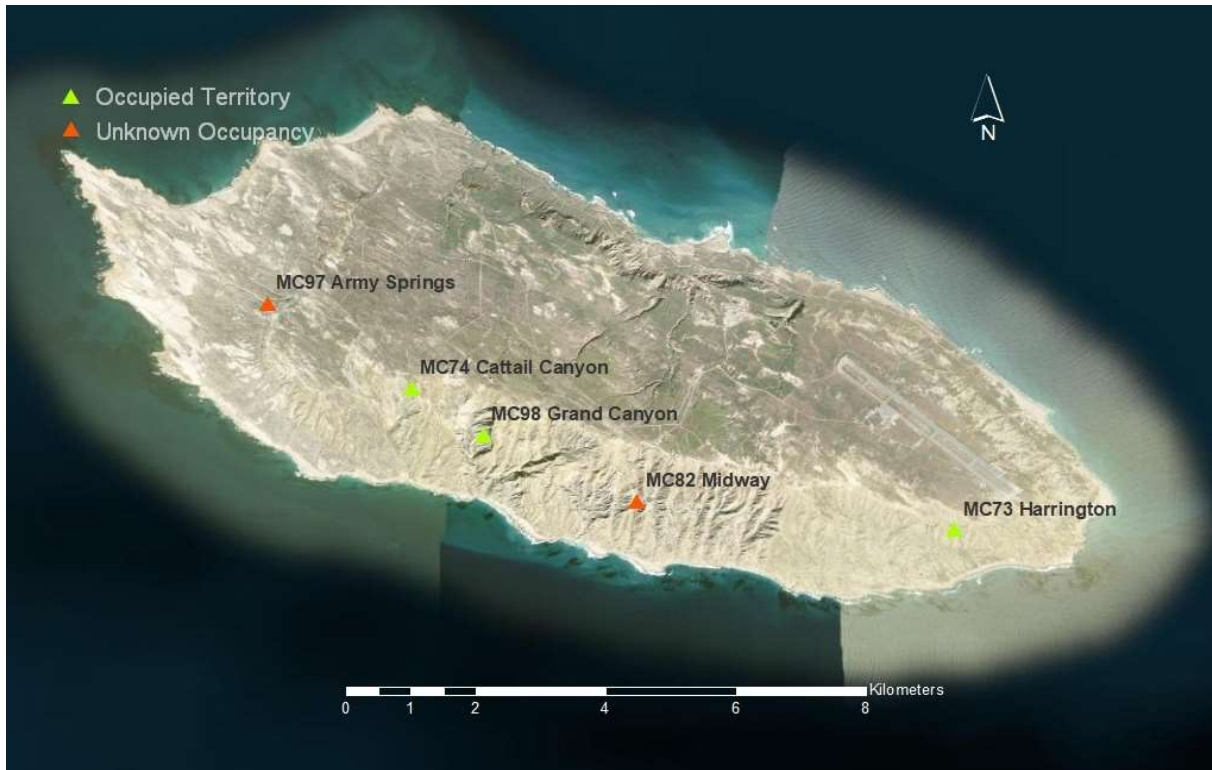 Occupied Territory
Unknown Occupancy
N
MC97 Army Springs
MC74 Cattail Canyon
MC98 Grand Canyon
MC82 Midway
MC73 Harrington
Kilometers
0 1 2 4 6 8